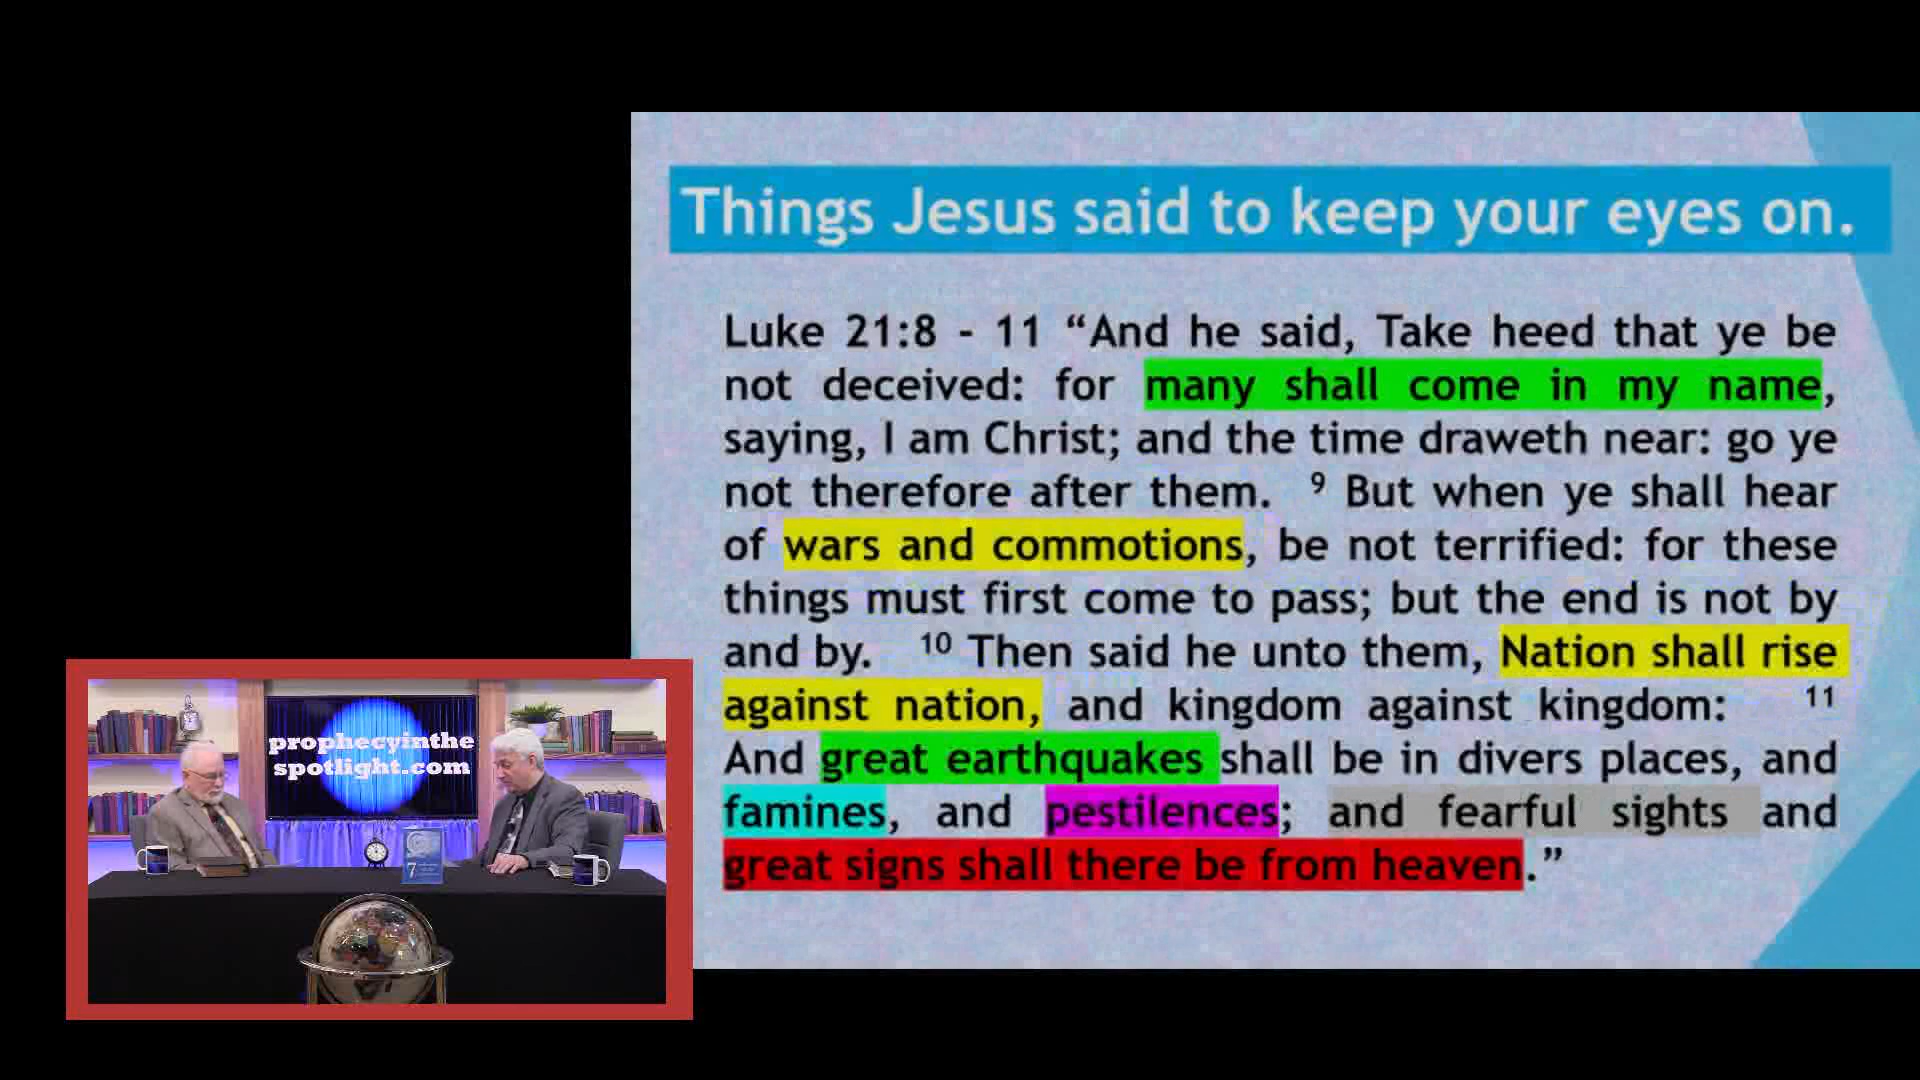 Things Jesus said to keep your eyes on.
Luke 21:8 - 11 “And he said, Take heed that ye be
not deceived: for many shall come in my name,
saying, I am Christ; and the time draweth near: go ye
not therefore after them. ⁹ But when ye shall hear
of wars and commotions, be not terrified: for these
things must first come to pass; but the end is not by
and by. ¹⁰ Then said he unto them, Nation shall rise
against nation, and kingdom against kingdom: ¹¹
And great earthquakes shall be in divers places, and
famines, and pestilences; and fearful sights and
great signs shall there be from heaven.”
prophecyinthe
spotlight.com
7